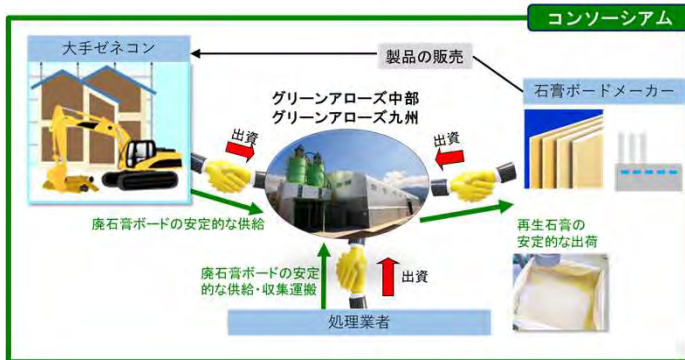 コンソーシアム
大手ゼネコン
製品の販売
石膏ボードメーカー
グリーンアローズ中部
グリーンアローズ九州
出資
出資
廃石膏ボードの安定的な供給
再生石膏の
安定的な出荷
廃石膏ボードの安定
的な供給・収集運搬
出資
処理業者